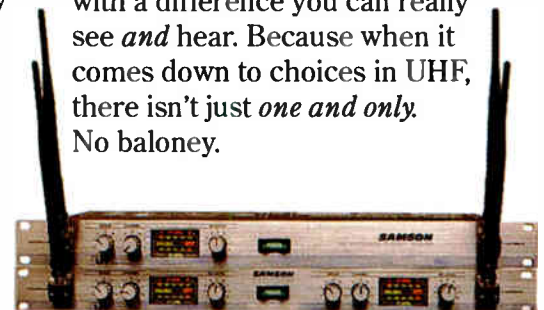 with a difference you can really
see and hear. Because when it
comes down to choices in UHF,
there isn't just one and only.
No baloney.
SAMSON
SAMSON